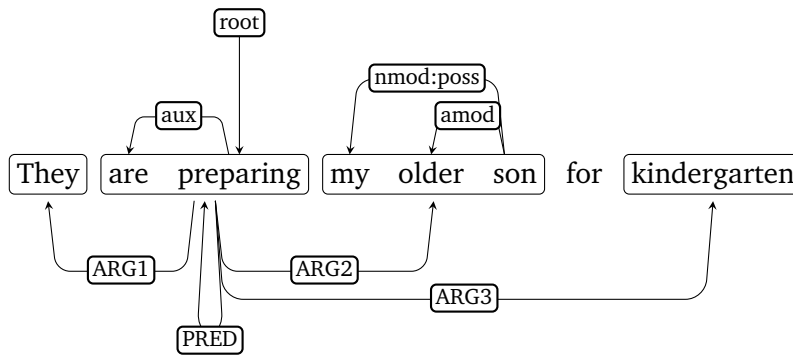 root
nmod:poss
aux amod
They are preparing my older son for kindergarten
ARG1 ARG2
ARG3
PRED